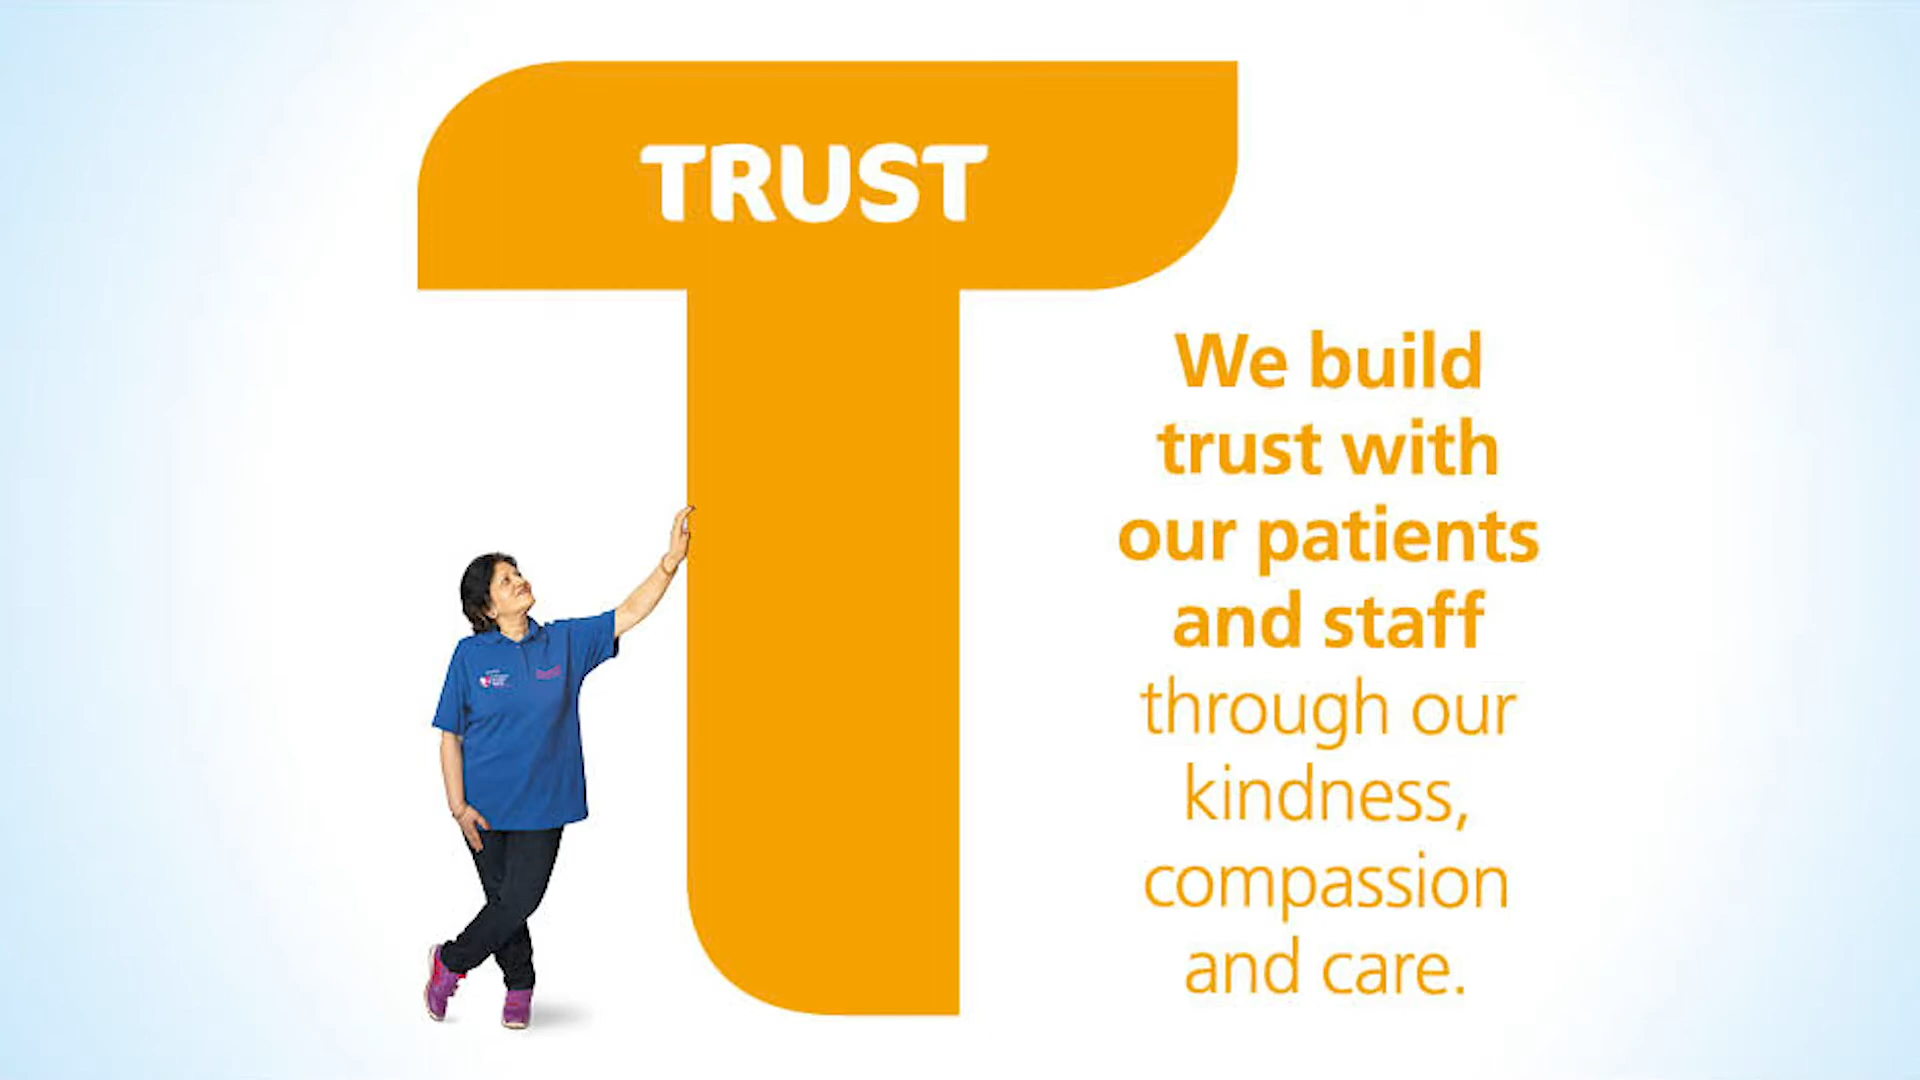 TRUST
We build
trust with
our patients
and staff
through our
kindness,
compassion
and care.